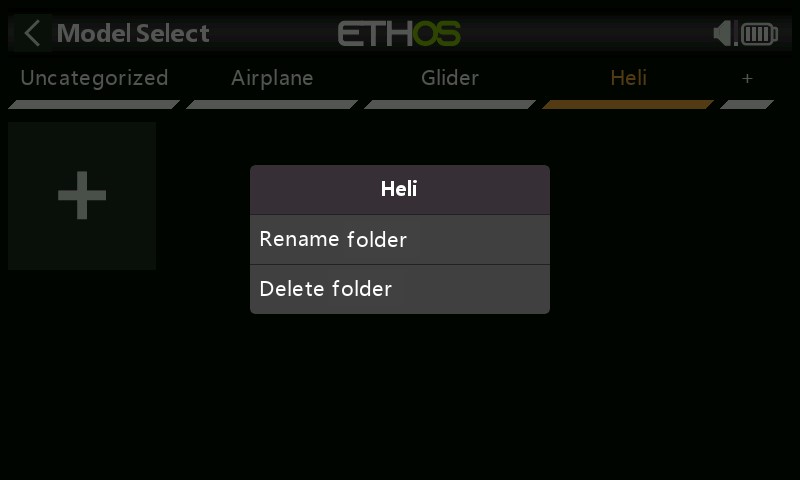 Model Select
ETHOS
Uncategorized
Airplane
Glider
Heli
+
Heli
Rename folder
Delete folder